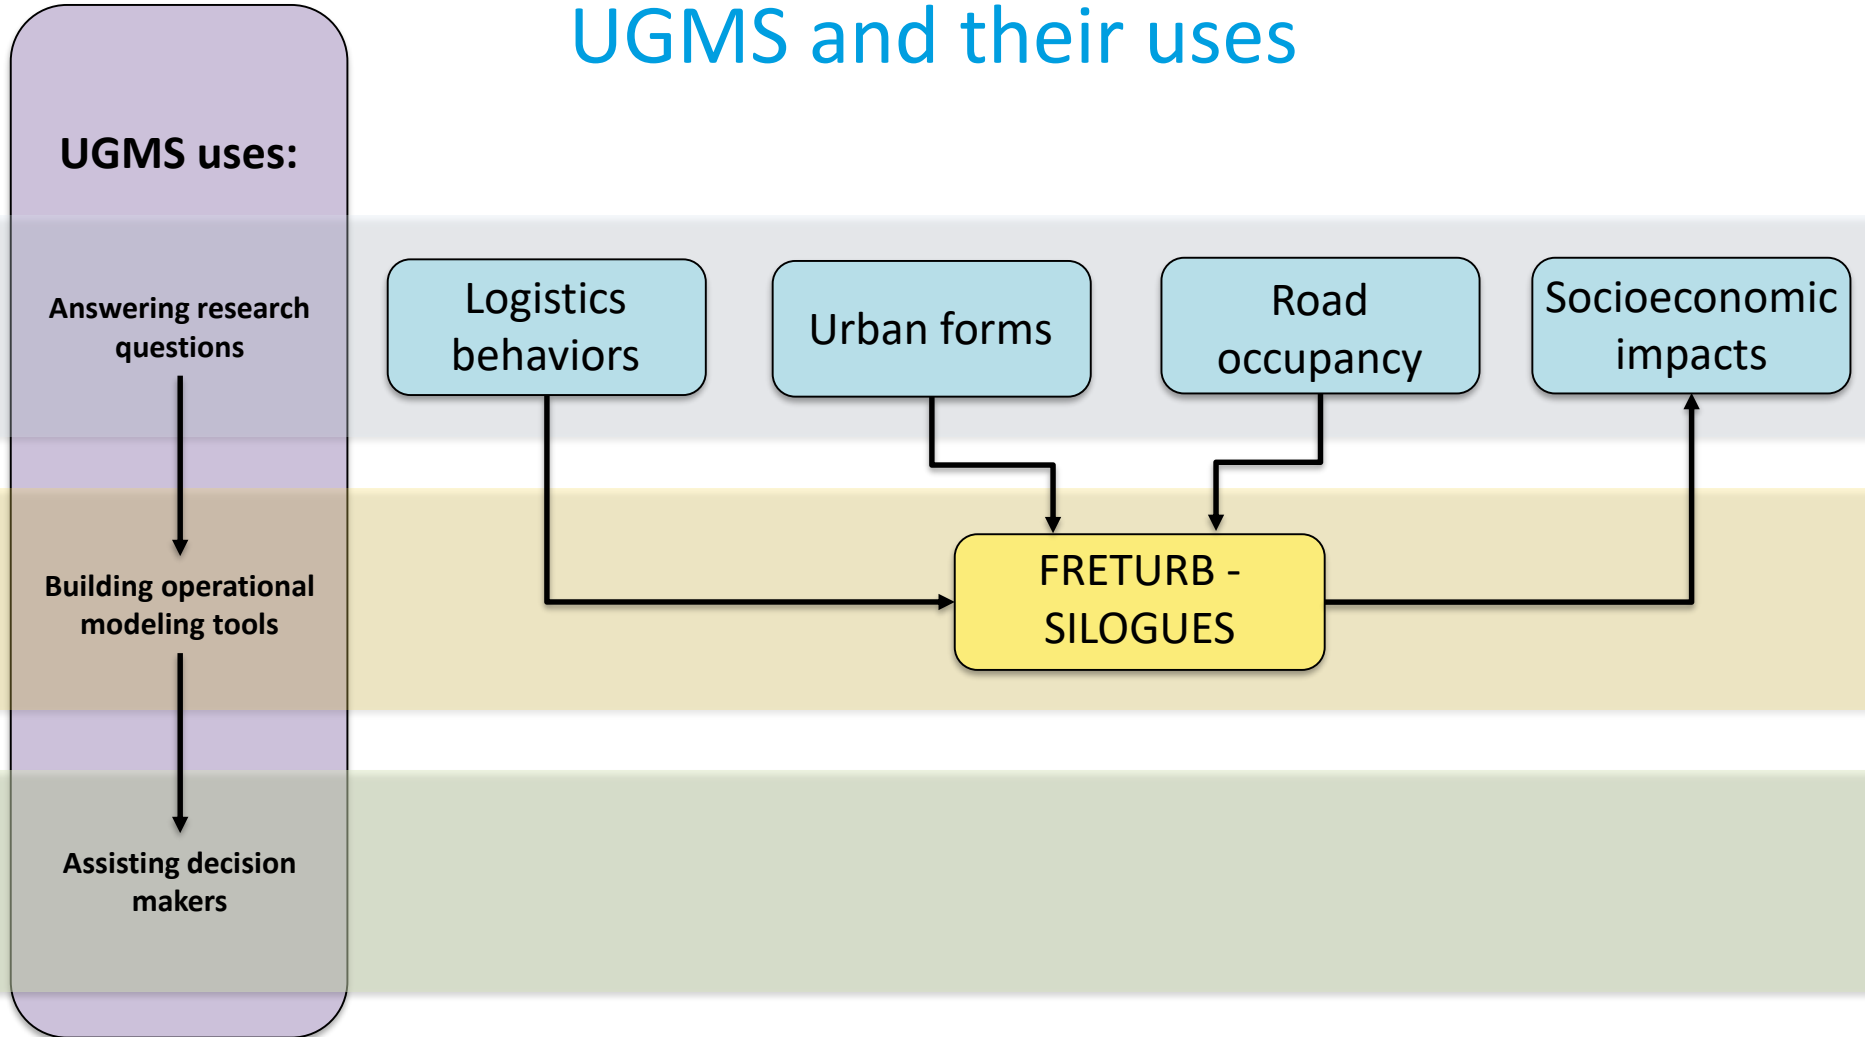 UGMS and their uses
UGMS uses:
Answering research
questions
Logistics
behaviors
Urban forms
Road
occupancy
Socioeconomic
impacts
Building operational
modeling tools
FRETURB -
SILOGUES
Assisting decision
makers